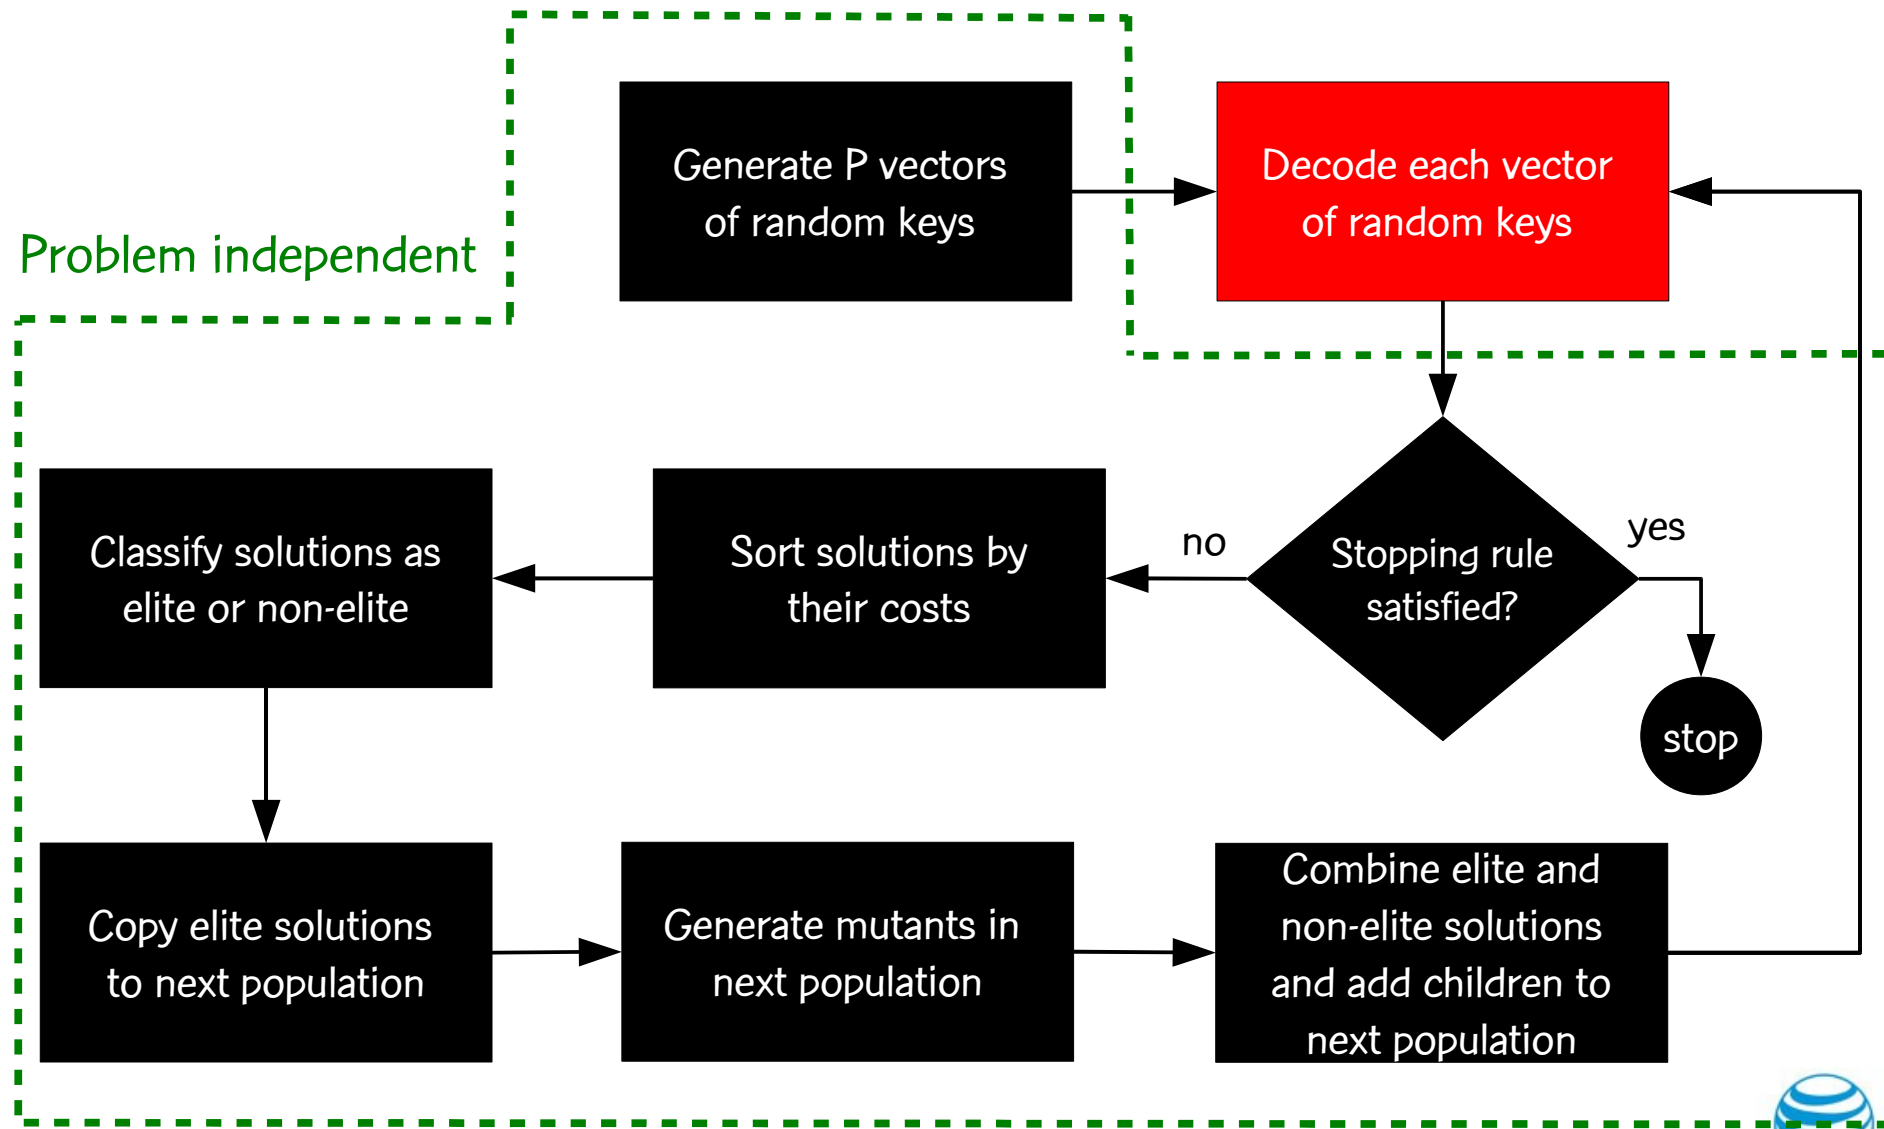 Problem independent
Generate P vectors
of random keys
Decode each vector
of random keys
Stopping rule
satisfied?
yes
stop
no
Sort solutions by
their costs
Classify solutions as
elite or non-elite
Copy elite solutions
to next population
Generate mutants in
next population
Combine elite and
non-elite solutions
and add children to
next population